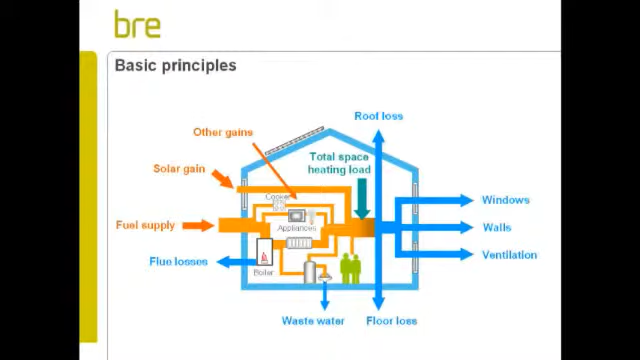 bre
Basic principles
Roof loss
Other gains
Total space
heating load
Solar gain
Cooker
Windows
Fuel supply
Appliances
Walls
Flue losses
Ventilation
Boiler
Waste water
Floor loss